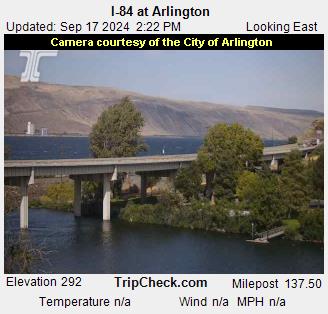 I-84 at Arlington
Updated: Sep 17 2024 2:22 PM Looking East
Camera courtesy of the City of Arlington
Elevation 292 TripCheck.com Milepost 137.50
Temperature n/a Wind n/a MPH n/a